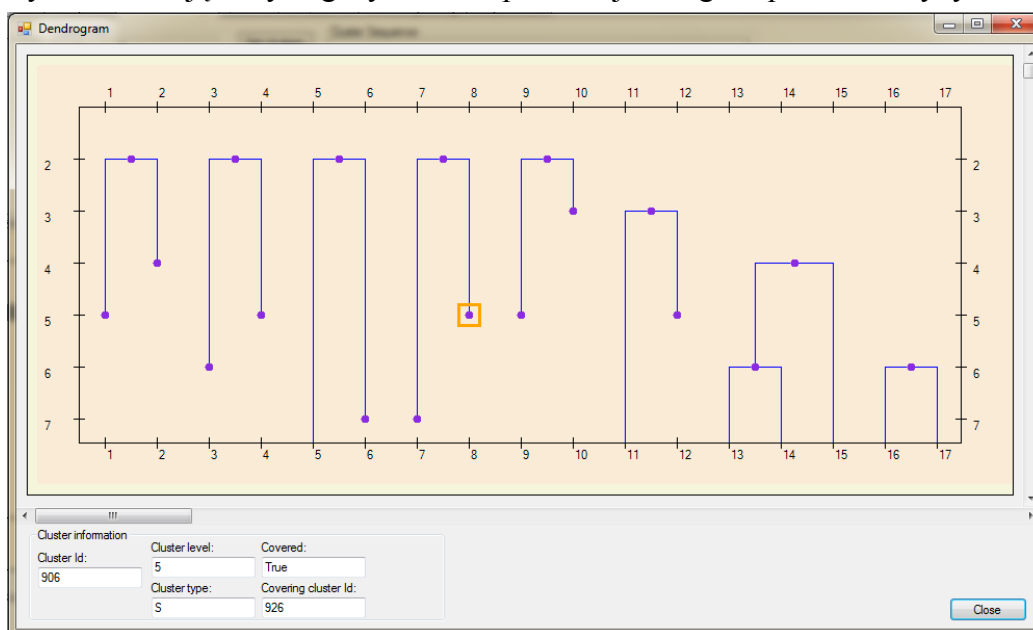 Dendrogram
1 2 3 4 5 6 7 8 9 10 11 12 13 14 15 16 17
2 2
3 3
4 4
5 5
6 6
7 7
1 2 3 4 5 6 7 8 9 10 11 12 13 14 15 16 17
Cluster information
Cluster Id:
906
Cluster level:
5
Covered:
True
Cluster type:
S
Covering cluster Id:
926
Close